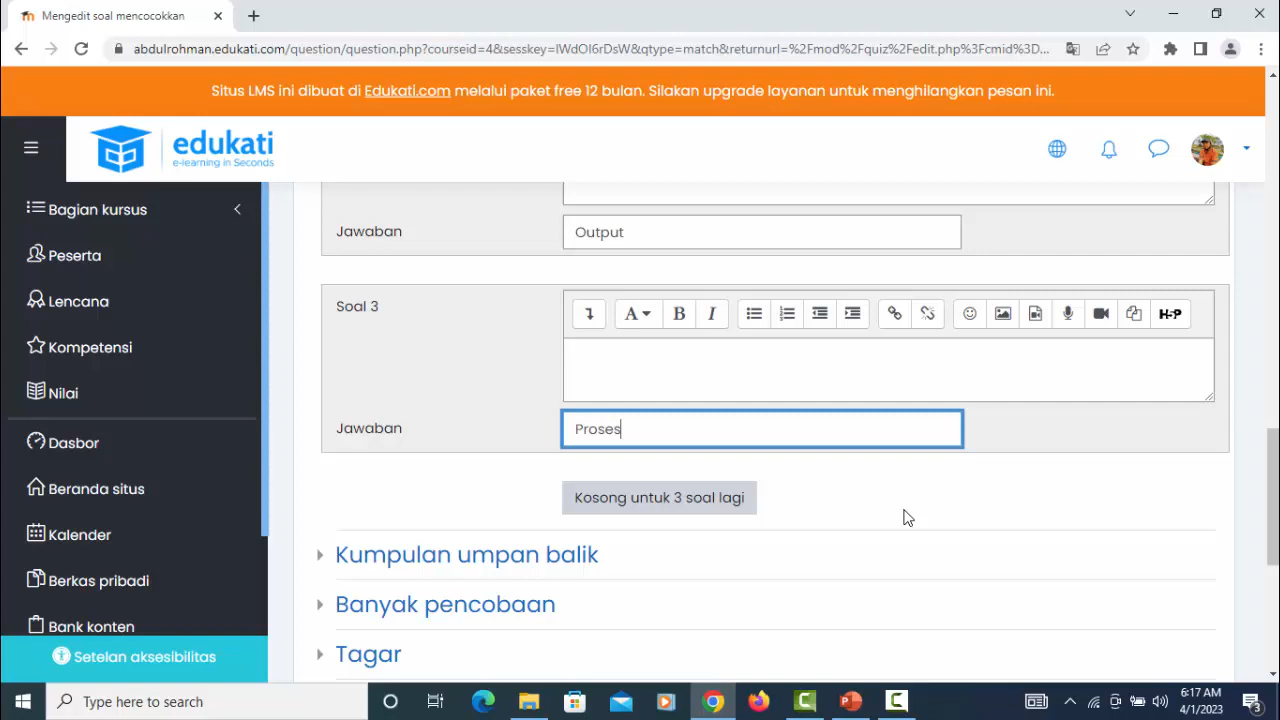 Mengedit soal mencocokkan
abdulrohman.edukati.com/question/question.php?courseid=4&sesskey=IWdOI6rDsW&qtype=match&returnurl=%2Fmod%2Fquiz%2Fedit.php%3Fcmid%3D...
Situs LMS ini dibuat di Edukati.com melalui paket free 12 bulan. Silakan upgrade layanan untuk menghilangkan pesan ini.
edukati
e-learning in Seconds
Bagian kursus
Peserta
Lencana
Kompetensi
Nilai
Dasbor
Beranda situs
Kalender
Berkas pribadi
Bank konten
Setelan aksesibilitas
Jawaban
Output
Soal 3
A B I
H5P
Jawaban
Proses
Kosong untuk 3 soal lagi
Kumpulan umpan balik
Banyak pencobaan
Tagar
Type here to search
6:17 AM
4/1/2023
3